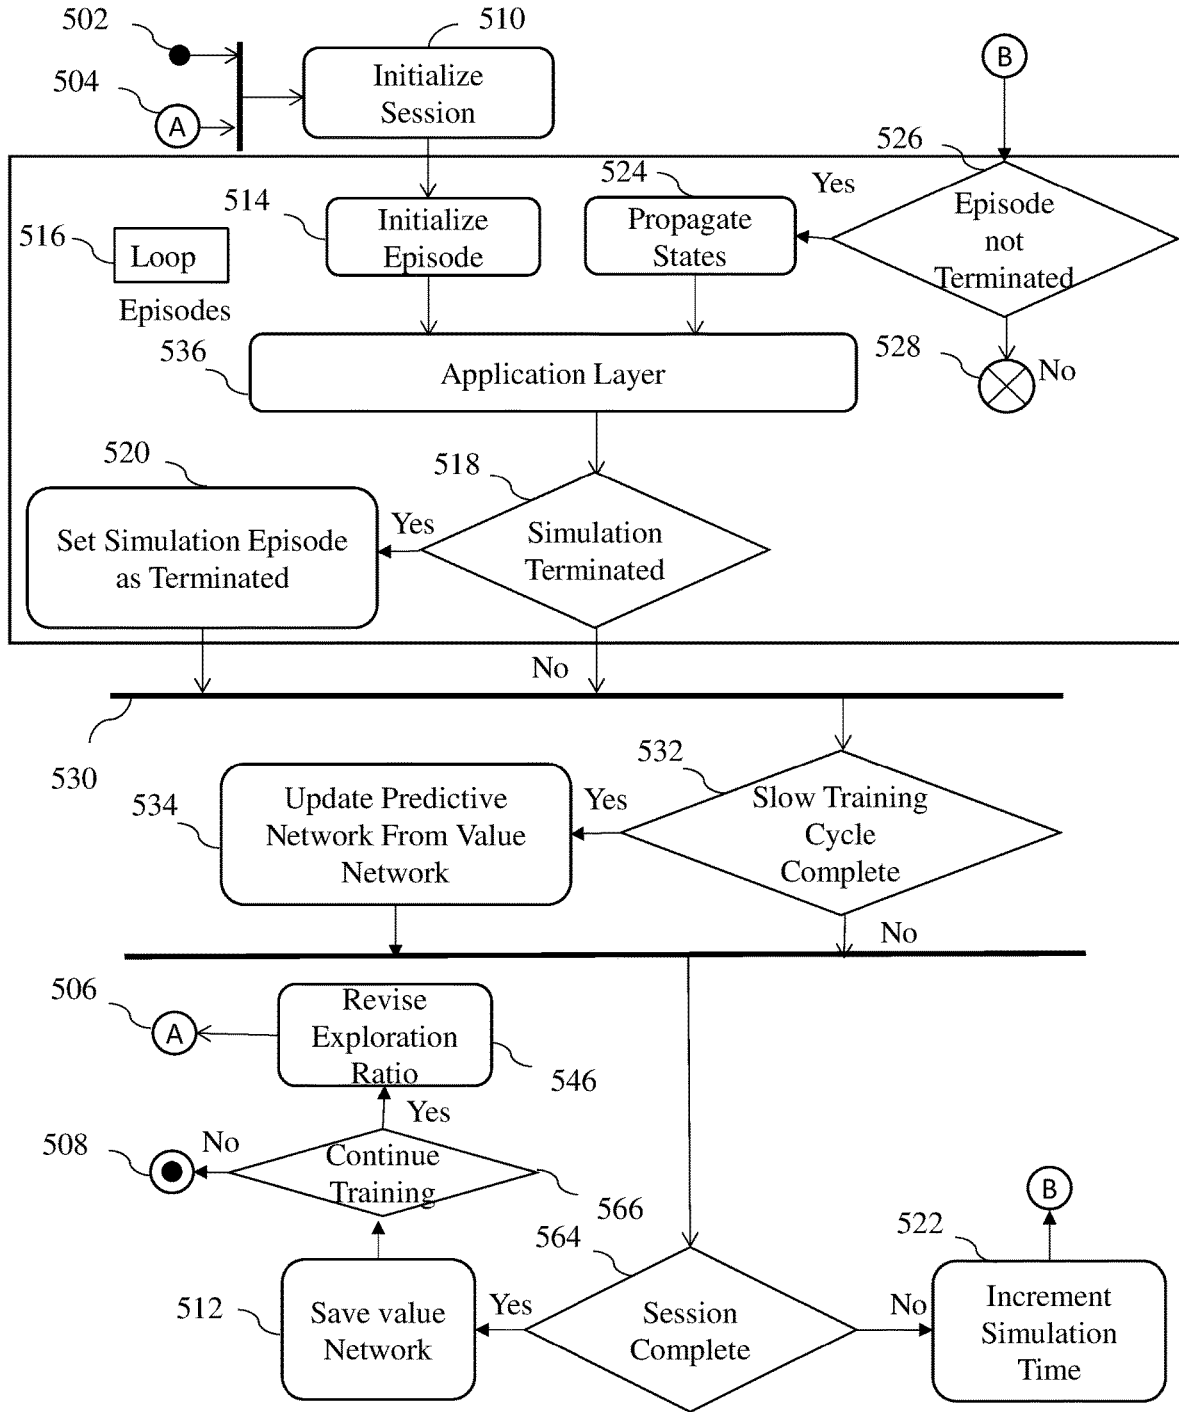 502
510
504
A
Initialize
Session
B
526
Yes
524
514
516
Loop
Episodes
Initialize
Episode
Propagate
States
Episode
not
Terminated
536
Application Layer
528
No
520
518
Yes
Set Simulation Episode
as Terminated
Simulation
Terminated
No
530
532
534
Update Predictive
Network From Value
Network
Yes
Slow Training
Cycle
Complete
No
506
A
Revise
Exploration
Ratio
546
Yes
508
No
Continue
Training
566
B
564
522
512
Save value
Network
Yes
Session
Complete
No
Increment
Simulation
Time